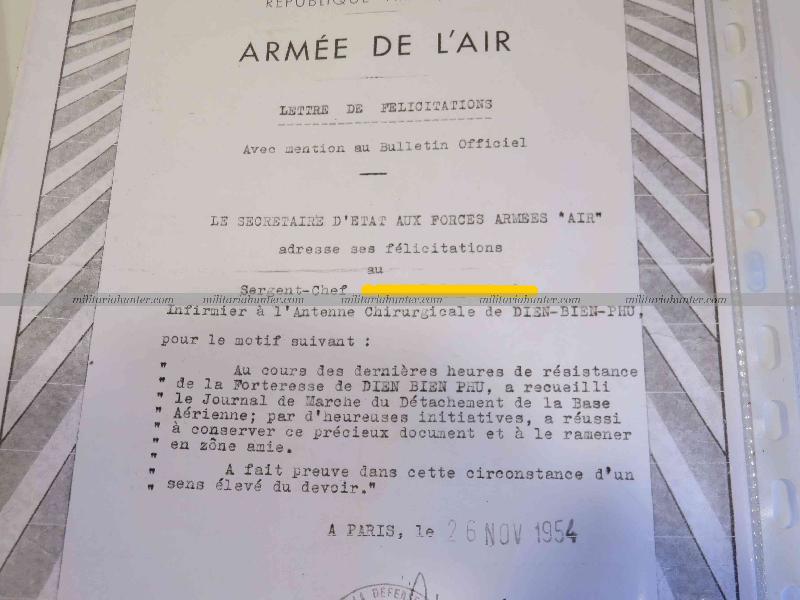 RÉPUBLIQUE
ARMÉE DE L'AIR
LETTRE DE FELICITATIONS
Avec mention au Bulletin Officiel
LE SECRETAIRE D'ETAT AUX FORCES ARMEES "AIR"
adresse ses félicitations
au
Sergent-Chef
militariahunter.com militariahunter.com militariahunter.com militariahunter.com militariahunter.com
Infirmier à l'Antenne Chirurgicale de DIEN-BIEN-PHU,
pour le motif suivant :
" Au cours des dernières heures de résistance
" de la Forteresse de DIEN BIEN PHU, a recueilli
" le Journal de Marche du Détachement de la Base
" Aérienne; par d'heureuses initiatives, a réussi
" à conserver ce précieux document et à le ramener
" en zône amie.
" A fait preuve dans cette circonstance d'un
" sens élevé du devoir."
A PARIS, le 26 NOV 1954
LA DÉFENSE